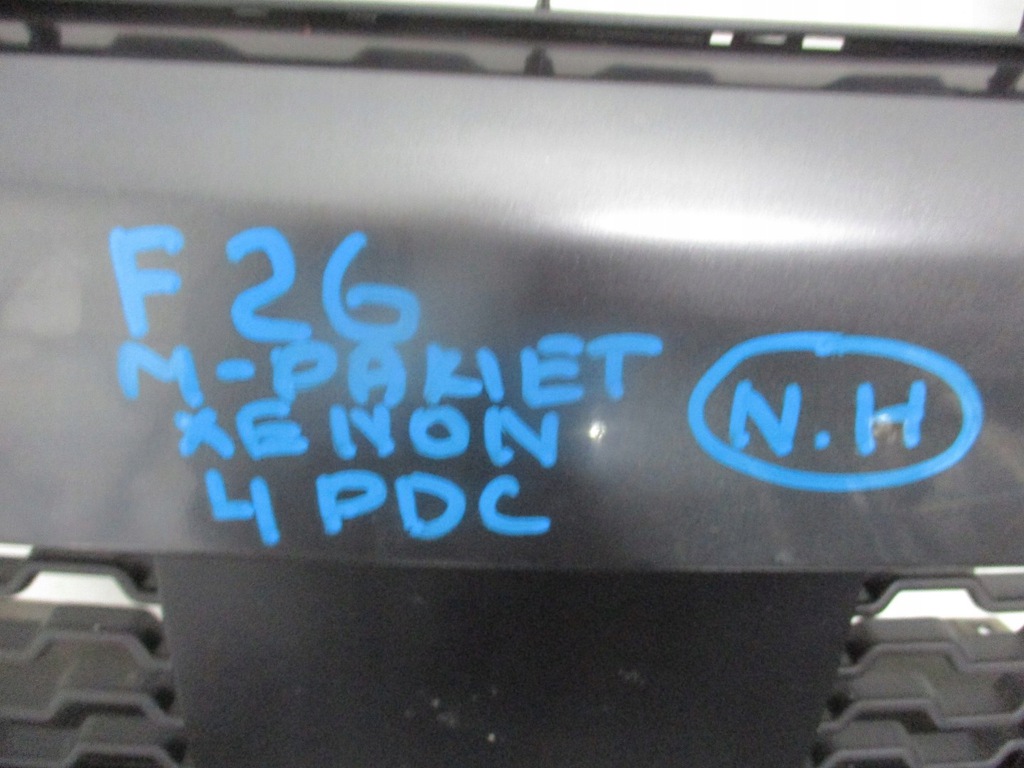 F26
M-PAKIET
XENON
4 PDC
N.H